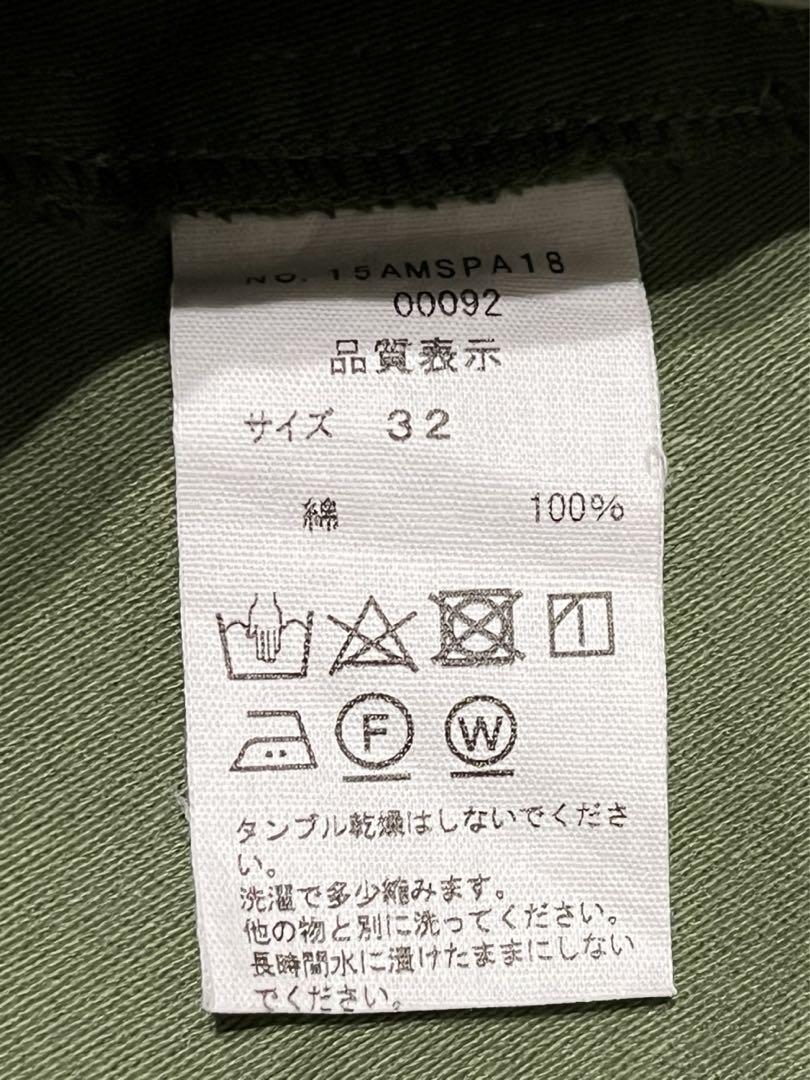 NO. 15AMSPA18
00092
品質表示
サイズ 32
綿 100%
F W
タンブル乾燥はしないでくださ
い。
洗濯で多少縮みます。
他の物と別に洗ってください。
長時間水に漬けたままにしない
でください。